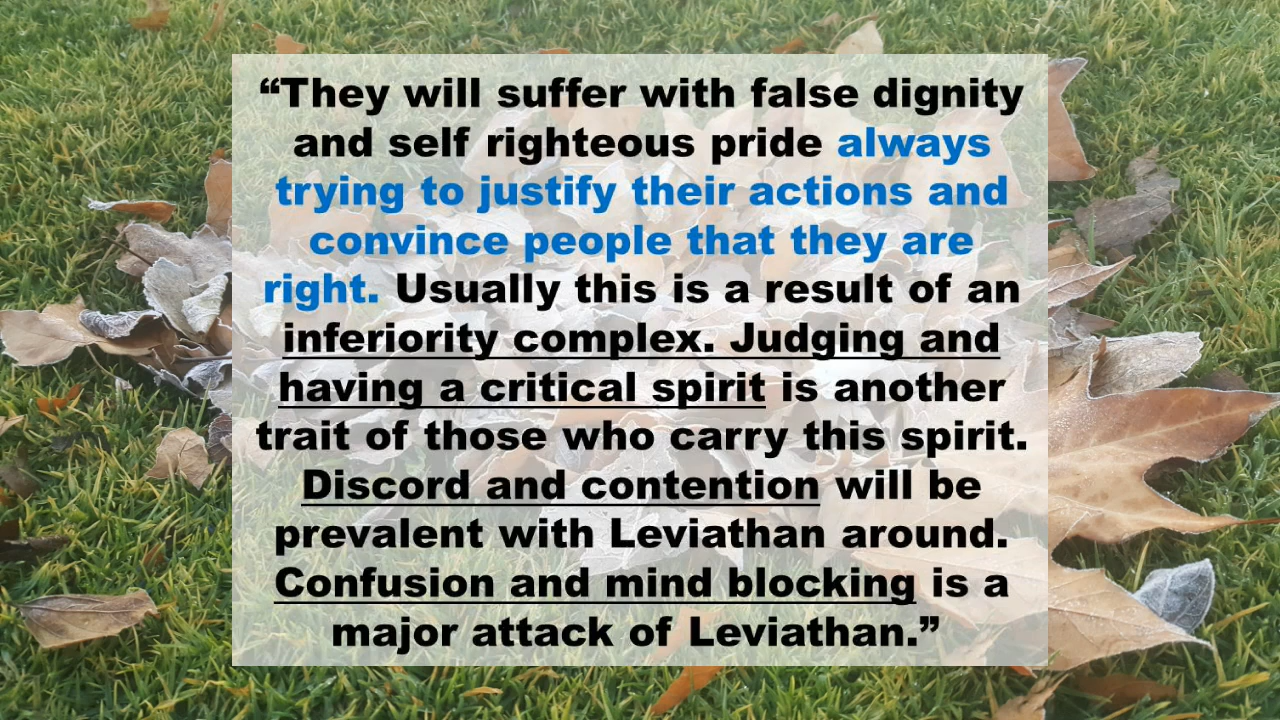 “They will suffer with false dignity
and self righteous pride always
trying to justify their actions and
convince people that they are
right. Usually this is a result of an
inferiority complex. Judging and
having a critical spirit is another
trait of those who carry this spirit.
Discord and contention will be
prevalent with Leviathan around.
Confusion and mind blocking is a
major attack of Leviathan.”